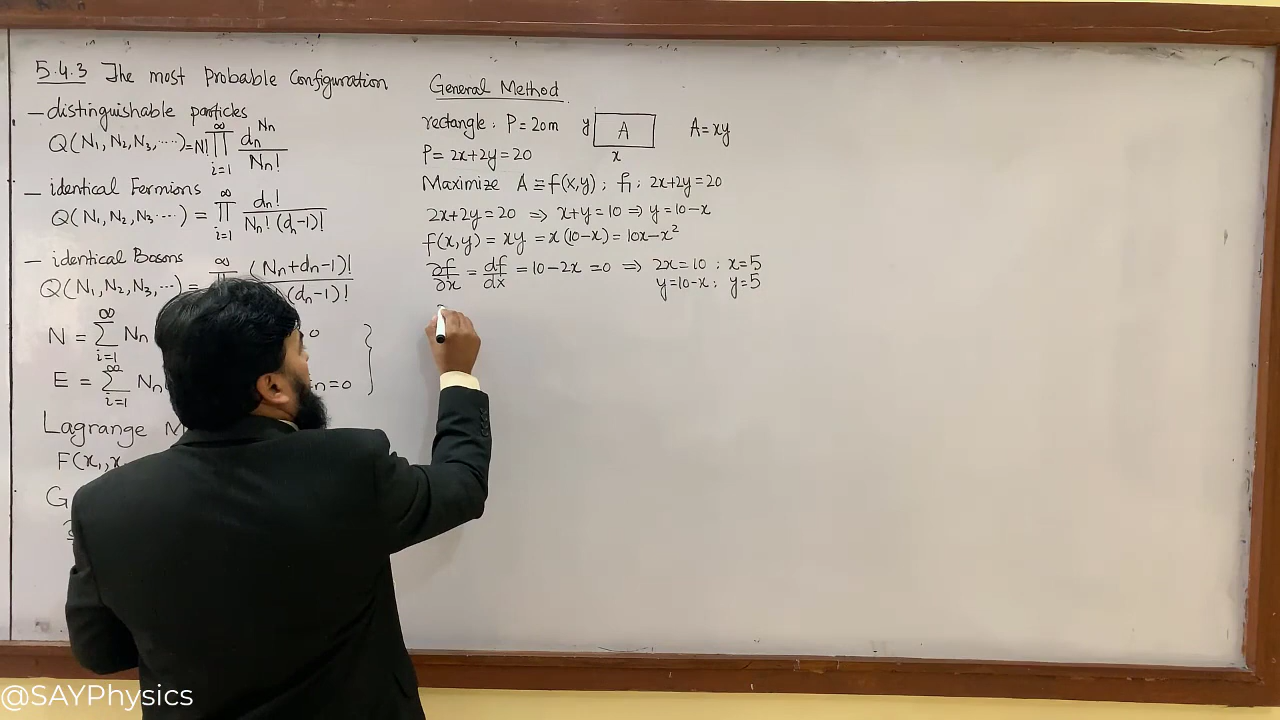 5.4.3 The most Probable Configuration
— distinguishable particles
Q(N₁, N₂, N₃, ....) = N! ∏_{i=1}^{∞} dn^{Nn} / Nn!
— identical Fermions
Q(N₁, N₂, N₃ ....) = ∏_{i=1}^{∞} dn! / Nn! (dn-1)!
— identical Bosons
Q(N₁, N₂, N₃, ...) = ∞ (Nn+dn-1)! / (dn-1)!
N = ∑_{i=1}^{∞} Nn 0
E = ∑_{i=1}^{∞} Nn n=0
Lagrange M
F(x₁, x
G
General Method
rectangle: P = 20m y A x A = xy
P = 2x+2y = 20
Maximize A ≡ f(x,y) ; f₁ ; 2x+2y = 20
2x+2y = 20 ⇒ x+y = 10 ⇒ y = 10-x
f(x,y) = xy = x(10-x) = 10x-x²
∂f/∂x = df/dx = 10-2x = 0 ⇒ 2x = 10 ; x = 5
y = 10-x ; y = 5
@SAYPhysics